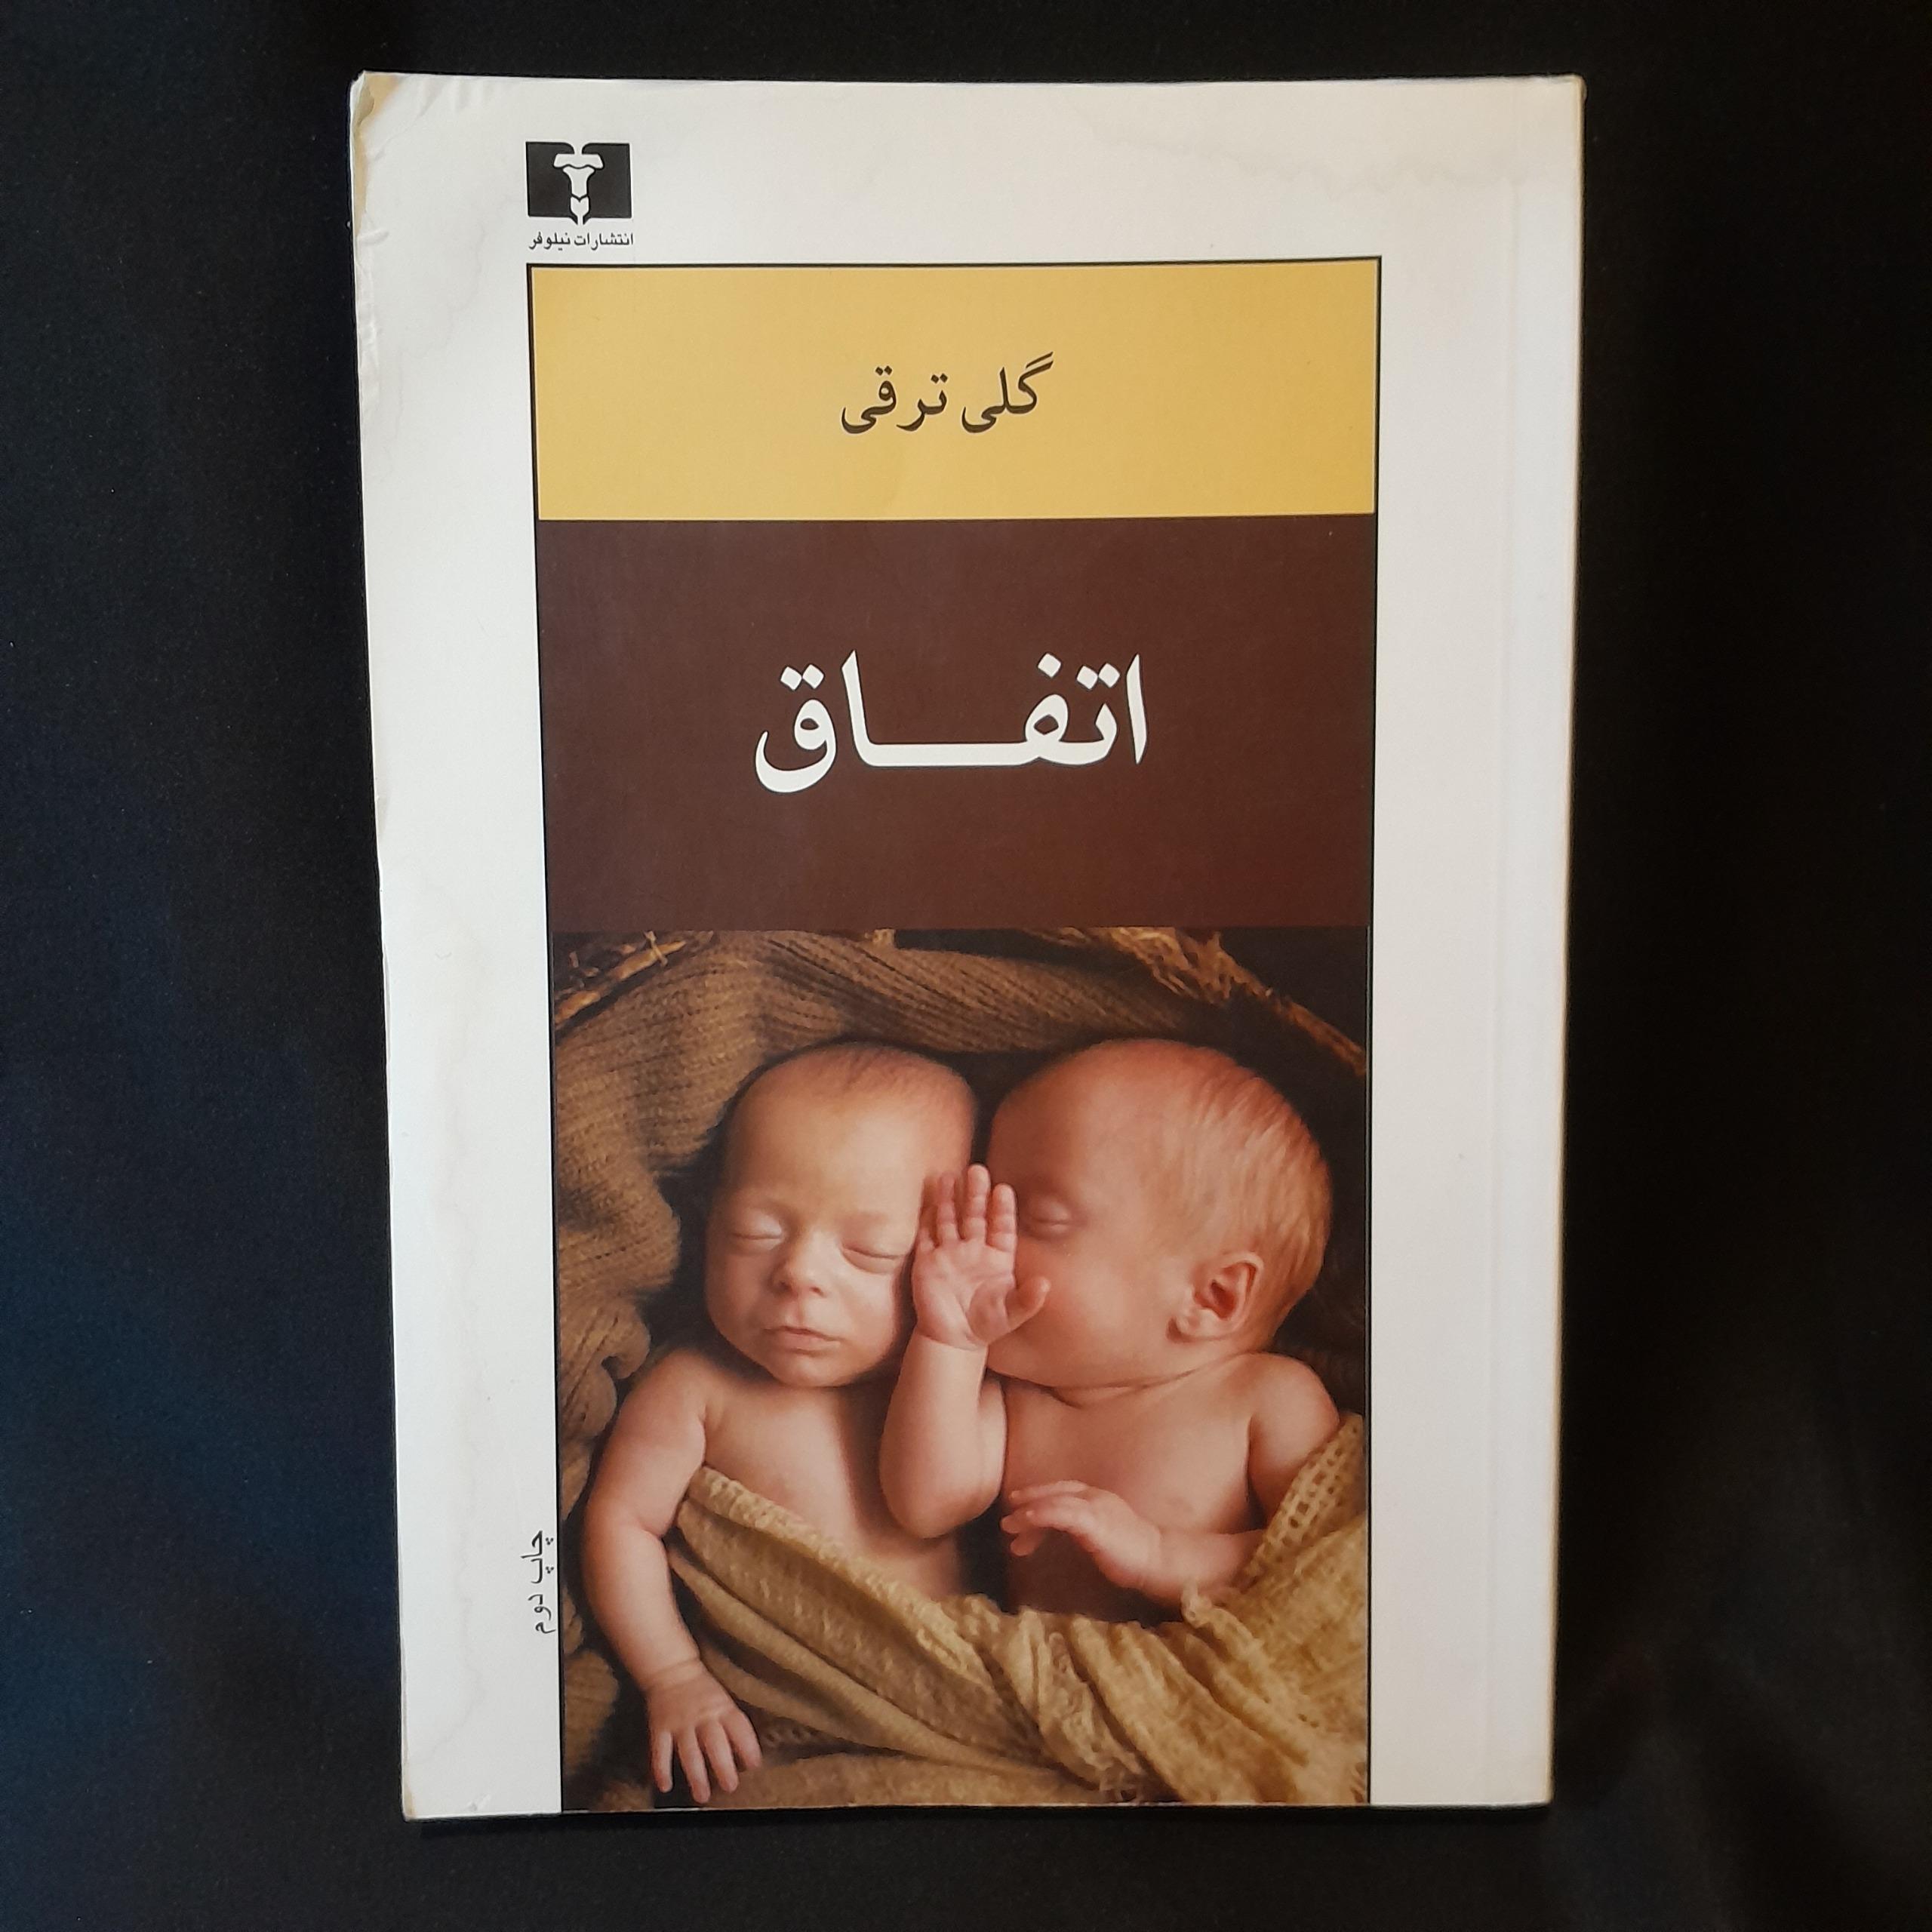 انتشارات نیلوفر
گلی ترقی
اتفاق
چاپ دوم